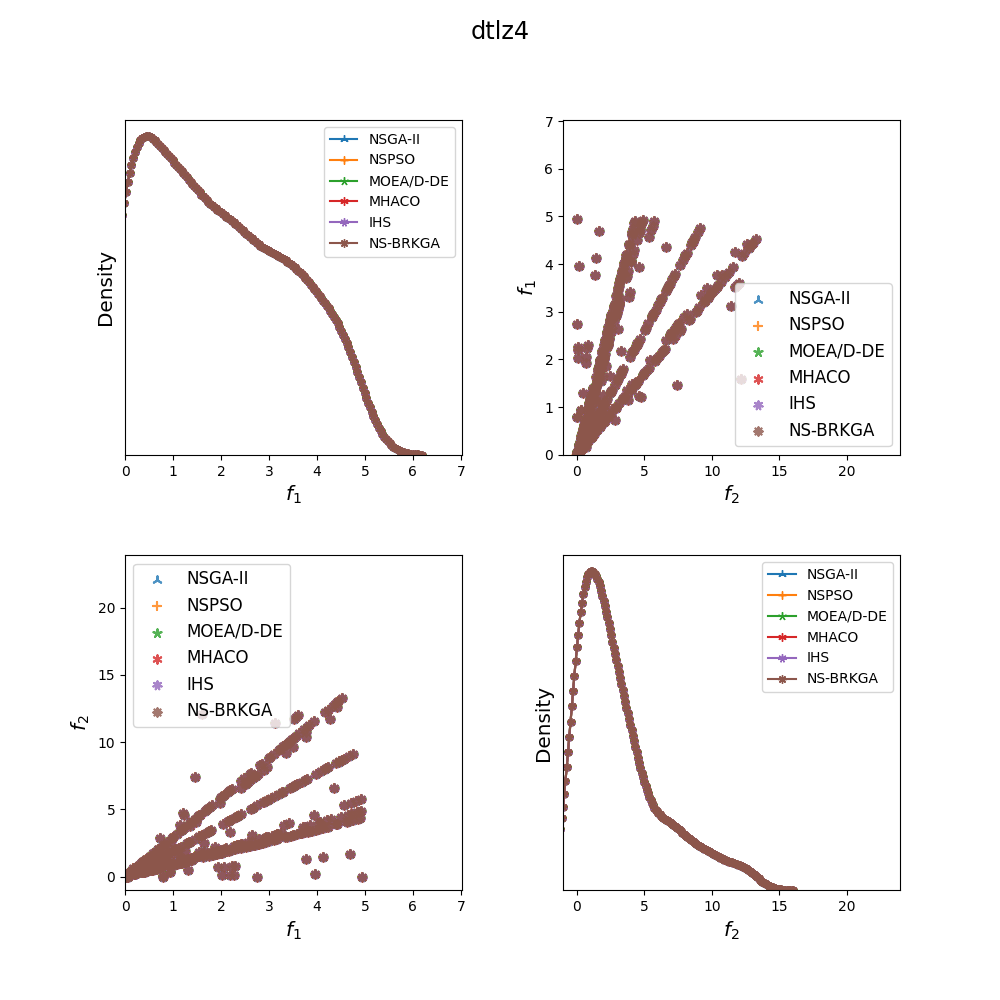 dtlz4
Density
NSGA-II
NSPSO
MOEA/D-DE
MHACO
IHS
NS-BRKGA
0 1 2 3 4 5 6 7
f1
f1
7
6
5
4
3
2
1
0
NSGA-II
NSPSO
MOEA/D-DE
MHACO
IHS
NS-BRKGA
0 5 10 15 20
f2
f2
20
15
10
5
0
NSGA-II
NSPSO
MOEA/D-DE
MHACO
IHS
NS-BRKGA
0 1 2 3 4 5 6 7
f1
Density
NSGA-II
NSPSO
MOEA/D-DE
MHACO
IHS
NS-BRKGA
0 5 10 15 20
f2